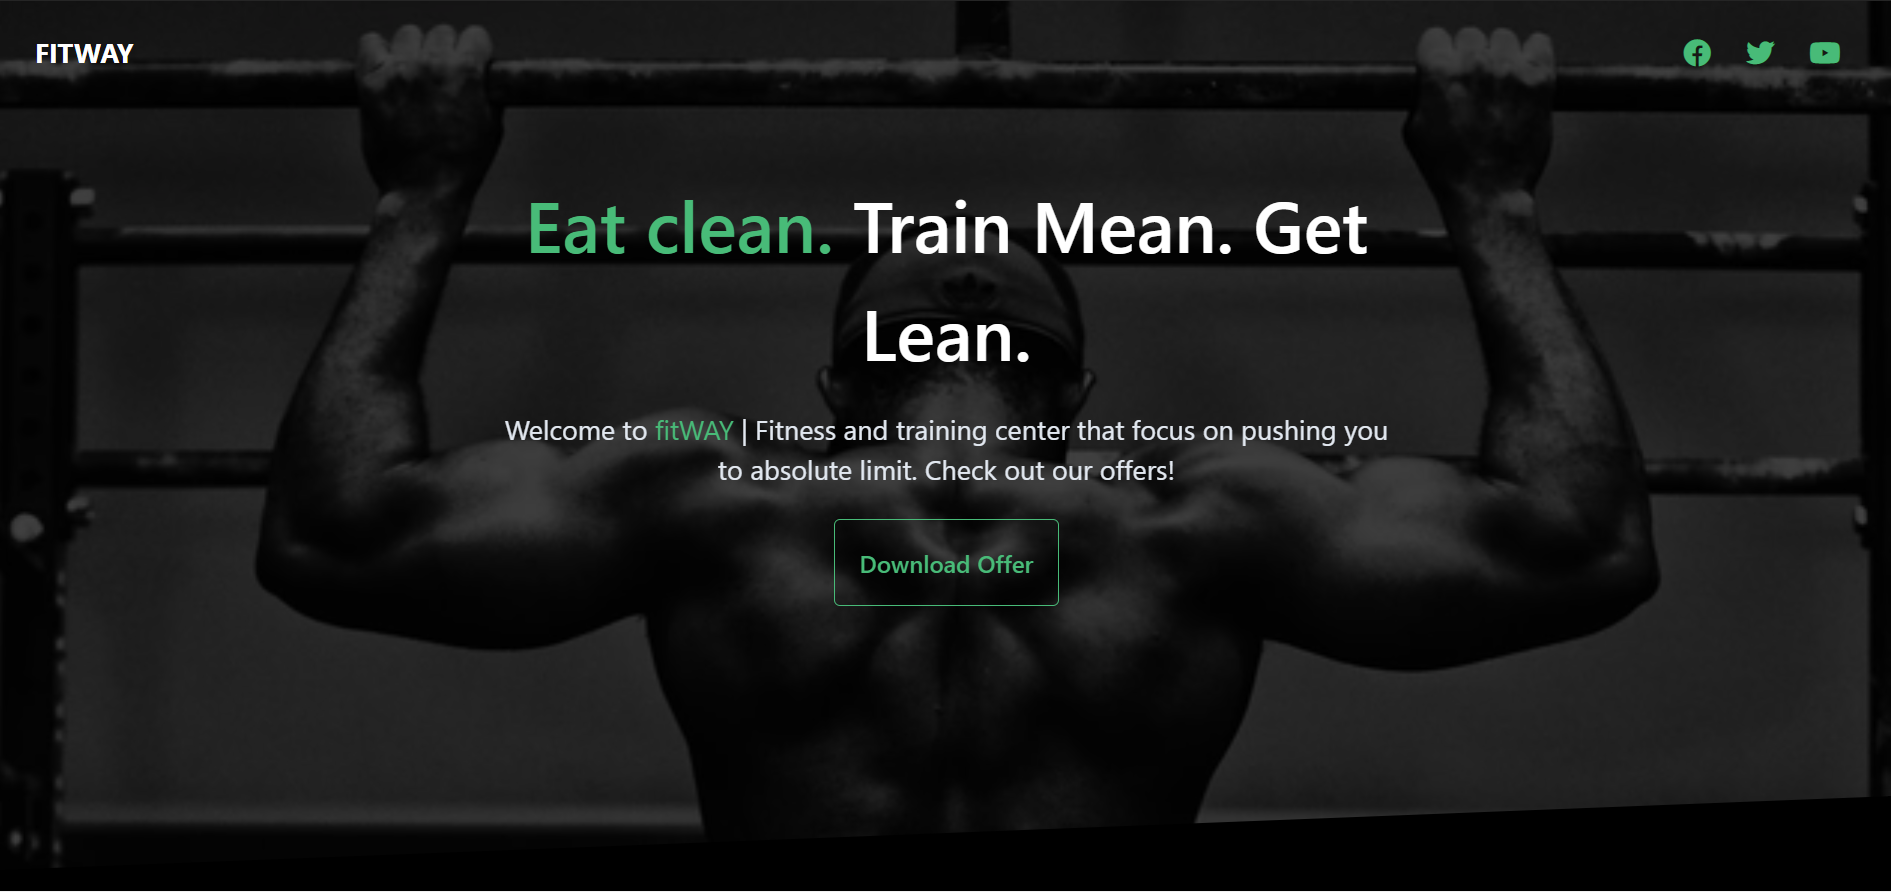 FITWAY
Eat clean. Train Mean. Get
Lean.
Welcome to fitWAY | Fitness and training center that focus on pushing you
to absolute limit. Check out our offers!
Download Offer